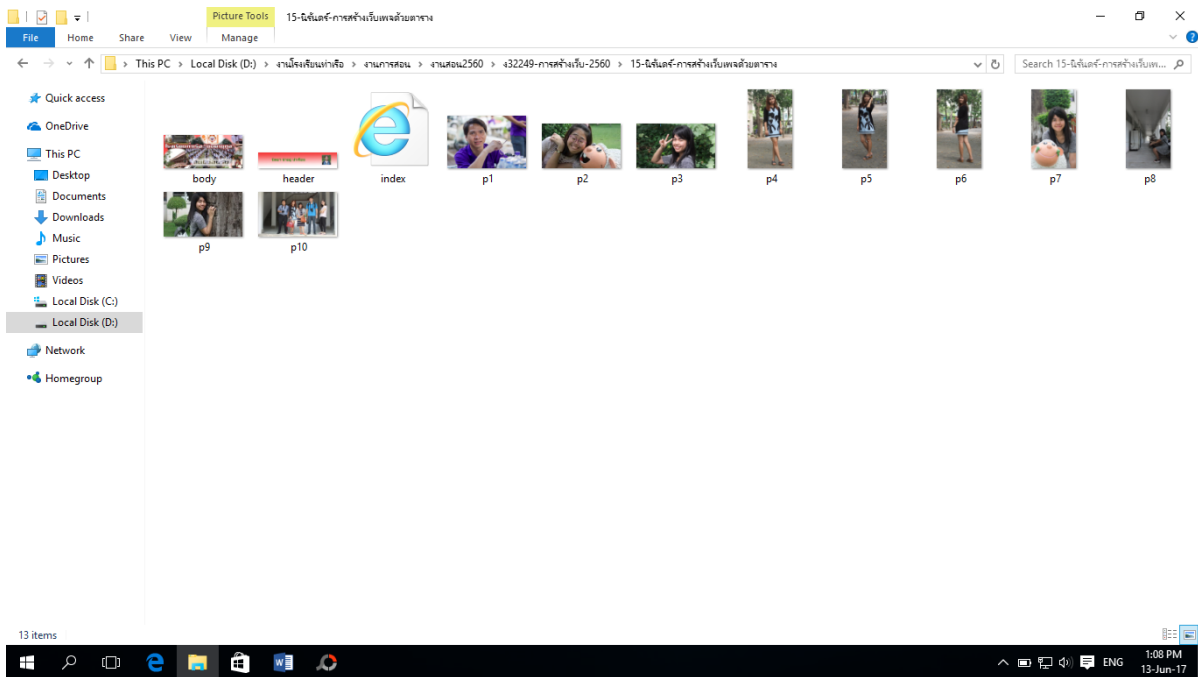 Picture Tools
15-นิรันดร์-การสร้างเว็บเพจด้วยตาราง
File Home Share View Manage
This PC > Local Disk (D:) > งานโรงเรียนท่าเรือ > งานการสอน > งานสอน2560 > ง32249-การสร้างเว็บ-2560 > 15-นิรันดร์-การสร้างเว็บเพจด้วยตาราง
Search 15-นิรันดร์-การสร้างเว็บเพ...
Quick access
OneDrive
This PC
Desktop
Documents
Downloads
Music
Pictures
Videos
Local Disk (C:)
Local Disk (D:)
Network
Homegroup
body header index p1 p2 p3 p4 p5 p6 p7 p8
p9 p10
13 items
ENG
1:08 PM
13-Jun-17